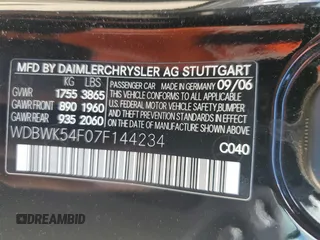 MFD BY DAIMLERCHRYSLER AG STUTTGART
KG LBS PASSENGER CAR MADE IN GERMANY 09/06
GVWR 1755 3865 THIS VEHICLE CONFORMS TO ALL
GAWR FRONT 890 1960 APPLICABLE U.S. FEDERAL MOTOR
GAWR REAR 935 2060 VEHICLE SAFETY, BUMPER, AND THEFT PREVENTION STANDARDS IN EFFECT ON THE DATE OF MANUFACTURE SHOWN ABOVE
WDBWK54F07F144234 C040
DREAMBID